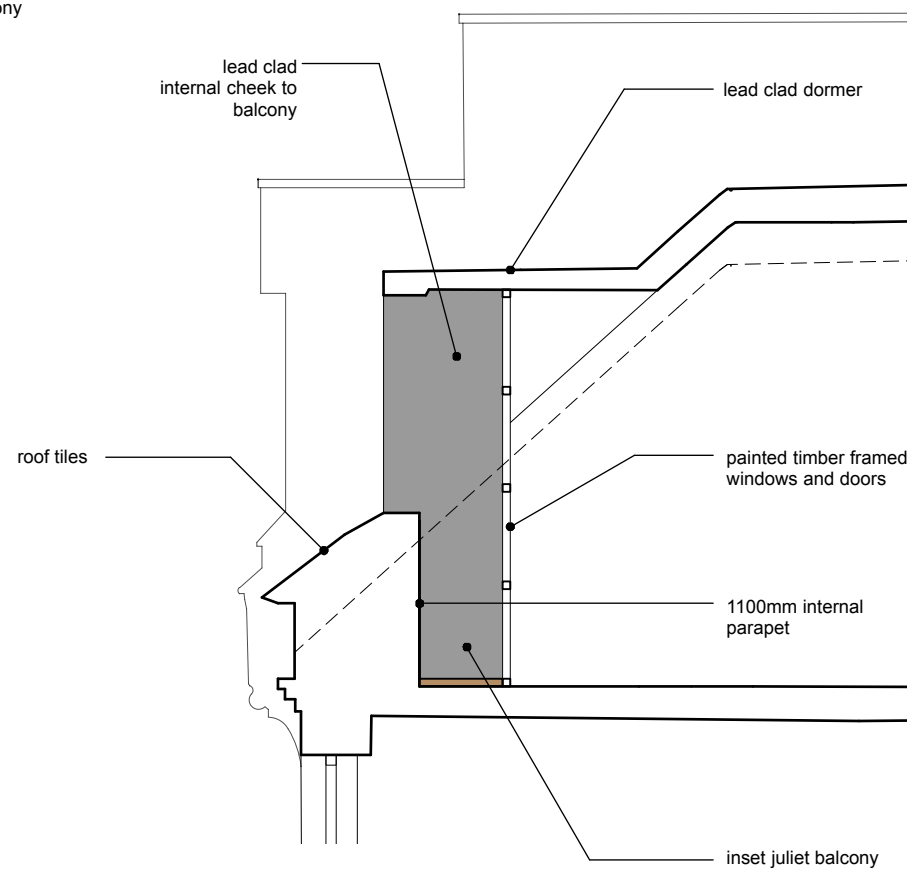 lead clad
internal cheek to
balcony
lead clad dormer
roof tiles
painted timber framed
windows and doors
1100mm internal
parapet
inset juliet balcony